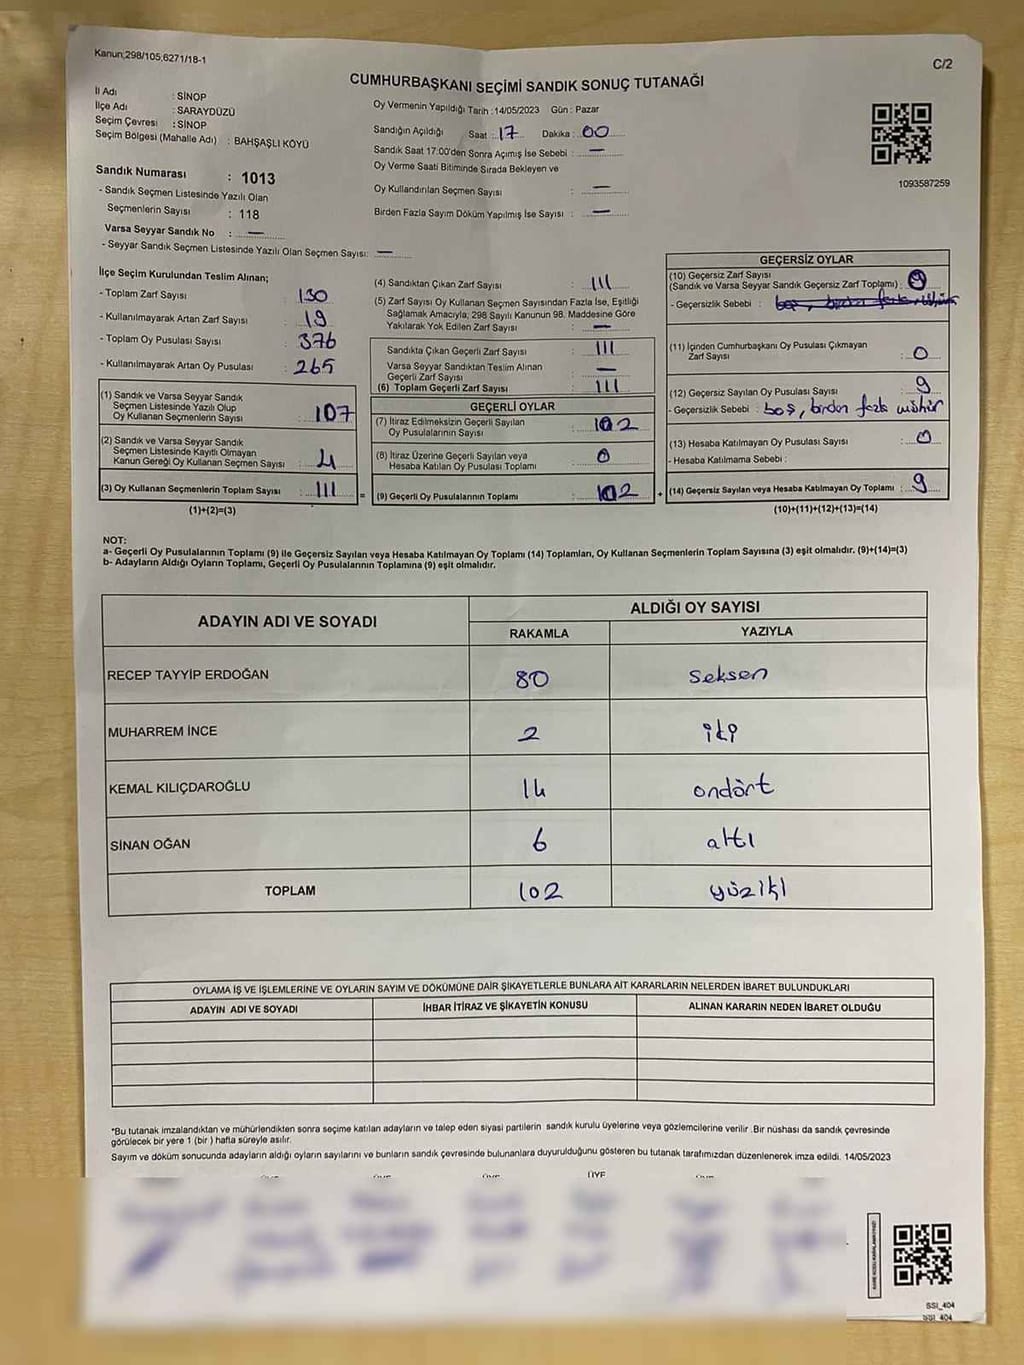 Kanun;298/105;6271/18-1
C/2
CUMHURBAŞKANI SEÇİMİ SANDIK SONUÇ TUTANAĞI
İl Adı : SİNOP
İlçe Adı : SARAYDÜZÜ
Seçim Çevresi : SİNOP
Seçim Bölgesi (Mahalle Adı) : BAHŞAŞLI KÖYÜ
Sandık Numarası : 1013
- Sandık Seçmen Listesinde Yazılı Olan
Seçmenlerin Sayısı : 118
Varsa Seyyar Sandık No : —
- Seyyar Sandık Seçmen Listesinde Yazılı Olan Seçmen Sayısı: —
Oy Vermenin Yapıldığı Tarih :14/05/2023 Gün : Pazar
Sandığın Açıldığı Saat : 17 Dakika : 00
Sandık Saat 17:00'den Sonra Açımış İse Sebebi : —
Oy Verme Saati Bitiminde Sırada Bekleyen ve
Oy Kullandırılan Seçmen Sayısı : —
Birden Fazla Sayım Döküm Yapılmış İse Sayısı : —
1093587259
İlçe Seçim Kurulundan Teslim Alınan;
- Toplam Zarf Sayısı : 130
- Kullanılmayarak Artan Zarf Sayısı : 19
- Toplam Oy Pusulası Sayısı : 376
- Kullanılmayarak Artan Oy Pusulası : 265
(1) Sandık ve Varsa Seyyar Sandık
Seçmen Listesinde Yazılı Olup
Oy Kullanan Seçmenlerin Sayısı : 107
(2) Sandık ve Varsa Seyyar Sandık
Seçmen Listesinde Kayıtlı Olmayan
Kanun Gereği Oy Kullanan Seçmen Sayısı : 4
(3) Oy Kullanan Seçmenlerin Toplam Sayısı : 111
(1)+(2)=(3)
(4) Sandıktan Çıkan Zarf Sayısı : 111
(5) Zarf Sayısı Oy Kullanan Seçmen Sayısından Fazla İse, Eşitliği
Sağlamak Amacıyla; 298 Sayılı Kanunun 98. Maddesine Göre
Yakılarak Yok Edilen Zarf Sayısı : —
Sandıkta Çıkan Geçerli Zarf Sayısı : 111
Varsa Seyyar Sandıktan Teslim Alınan
Geçerli Zarf Sayısı : —
(6) Toplam Geçerli Zarf Sayısı : 111
GEÇERLİ OYLAR
(7) İtiraz Edilmeksizin Geçerli Sayılan
Oy Pusulalarının Sayısı : 102
(8) İtiraz Üzerine Geçerli Sayılan veya
Hesaba Katılan Oy Pusulası Toplamı : 0
= (9) Geçerli Oy Pusulalarının Toplamı : 102
GEÇERSİZ OYLAR
(10) Geçersiz Zarf Sayısı
(Sandık ve Varsa Seyyar Sandık Geçersiz Zarf Toplamı) :
- Geçersizlik Sebebi : boş, birden fazla mühür
(11) İçinden Cumhurbaşkanı Oy Pusulası Çıkmayan
Zarf Sayısı : 0
(12) Geçersiz Sayılan Oy Pusulası Sayısı : 9
- Geçersizlik Sebebi : boş, birden fazla mühür
(13) Hesaba Katılmayan Oy Pusulası Sayısı : 0
- Hesaba Katılmama Sebebi :
+ (14) Geçersiz Sayılan veya Hesaba Katılmayan Oy Toplamı : 9
(10)+(11)+(12)+(13)=(14)
NOT:
a- Geçerli Oy Pusulalarının Toplamı (9) ile Geçersiz Sayılan veya Hesaba Katılmayan Oy Toplamı (14) Toplamları, Oy Kullanan Seçmenlerin Toplam Sayısına (3) eşit olmalıdır. (9)+(14)=(3)
b- Adayların Aldığı Oyların Toplamı, Geçerli Oy Pusulalarının Toplamına (9) eşit olmalıdır.
ADAYIN ADI VE SOYADI
ALDIĞI OY SAYISI
RAKAMLA YAZIYLA
RECEP TAYYİP ERDOĞAN 80 seksen
MUHARREM İNCE 2 iki
KEMAL KILIÇDAROĞLU 14 ondört
SİNAN OĞAN 6 altı
TOPLAM 102 yüziki
OYLAMA İŞ VE İŞLEMLERİNE VE OYLARIN SAYIM VE DÖKÜMÜNE DAİR ŞİKAYETLERLE BUNLARA AİT KARARLARIN NELERDEN İBARET BULUNDUKLARI
ADAYIN ADI VE SOYADI İHBAR İTİRAZ VE ŞİKAYETİN KONUSU ALINAN KARARIN NEDEN İBARET OLDUĞU
*Bu tutanak imzalandıktan ve mühürlendikten sonra seçime katılan adayların ve talep eden siyasi partilerin sandık kurulu üyelerine veya gözlemcilerine verilir .Bir nüshası da sandık çevresinde
görülecek bir yere 1 (bir ) hafta süreyle asılır.
Sayım ve döküm sonucunda adayların aldığı oyların sayılarını ve bunların sandık çevresinde bulunanlara duyurulduğunu gösteren bu tutanak tarafımızdan düzenlenerek imza edildi. 14/05/2023
ÜYE
SSI_404
SSI_404